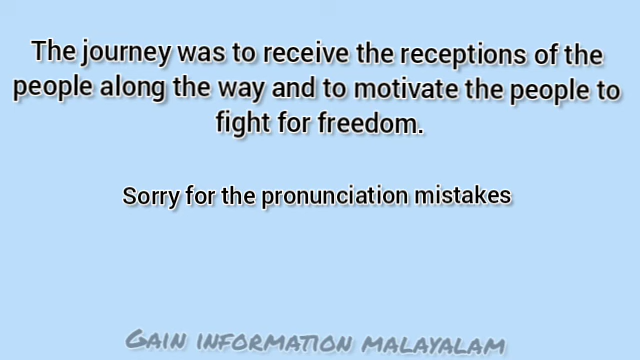 The journey was to receive the receptions of the
people along the way and to motivate the people to
fight for freedom.
Sorry for the pronunciation mistakes
Gain information malayalam